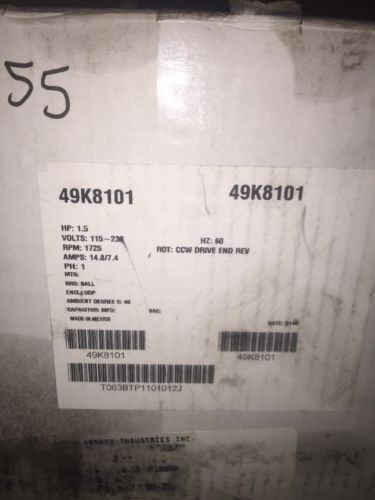 55
49K8101 49K8101
HP: 1.5
VOLTS: 115-230 HZ: 60
RPM: 1725 ROT: CCW DRIVE END REV
AMPS: 14.8/7.4
PH: 1
MTG:
BRG: BALL
ENCL: ODP
AMBIENT DEGREE C: 40
CAPACITOR: MFD: VAC:
MADE IN MEXICO DATE:
49K8101 49K8101
T063BTP1101012J
LENNOX INDUSTRIES INC.